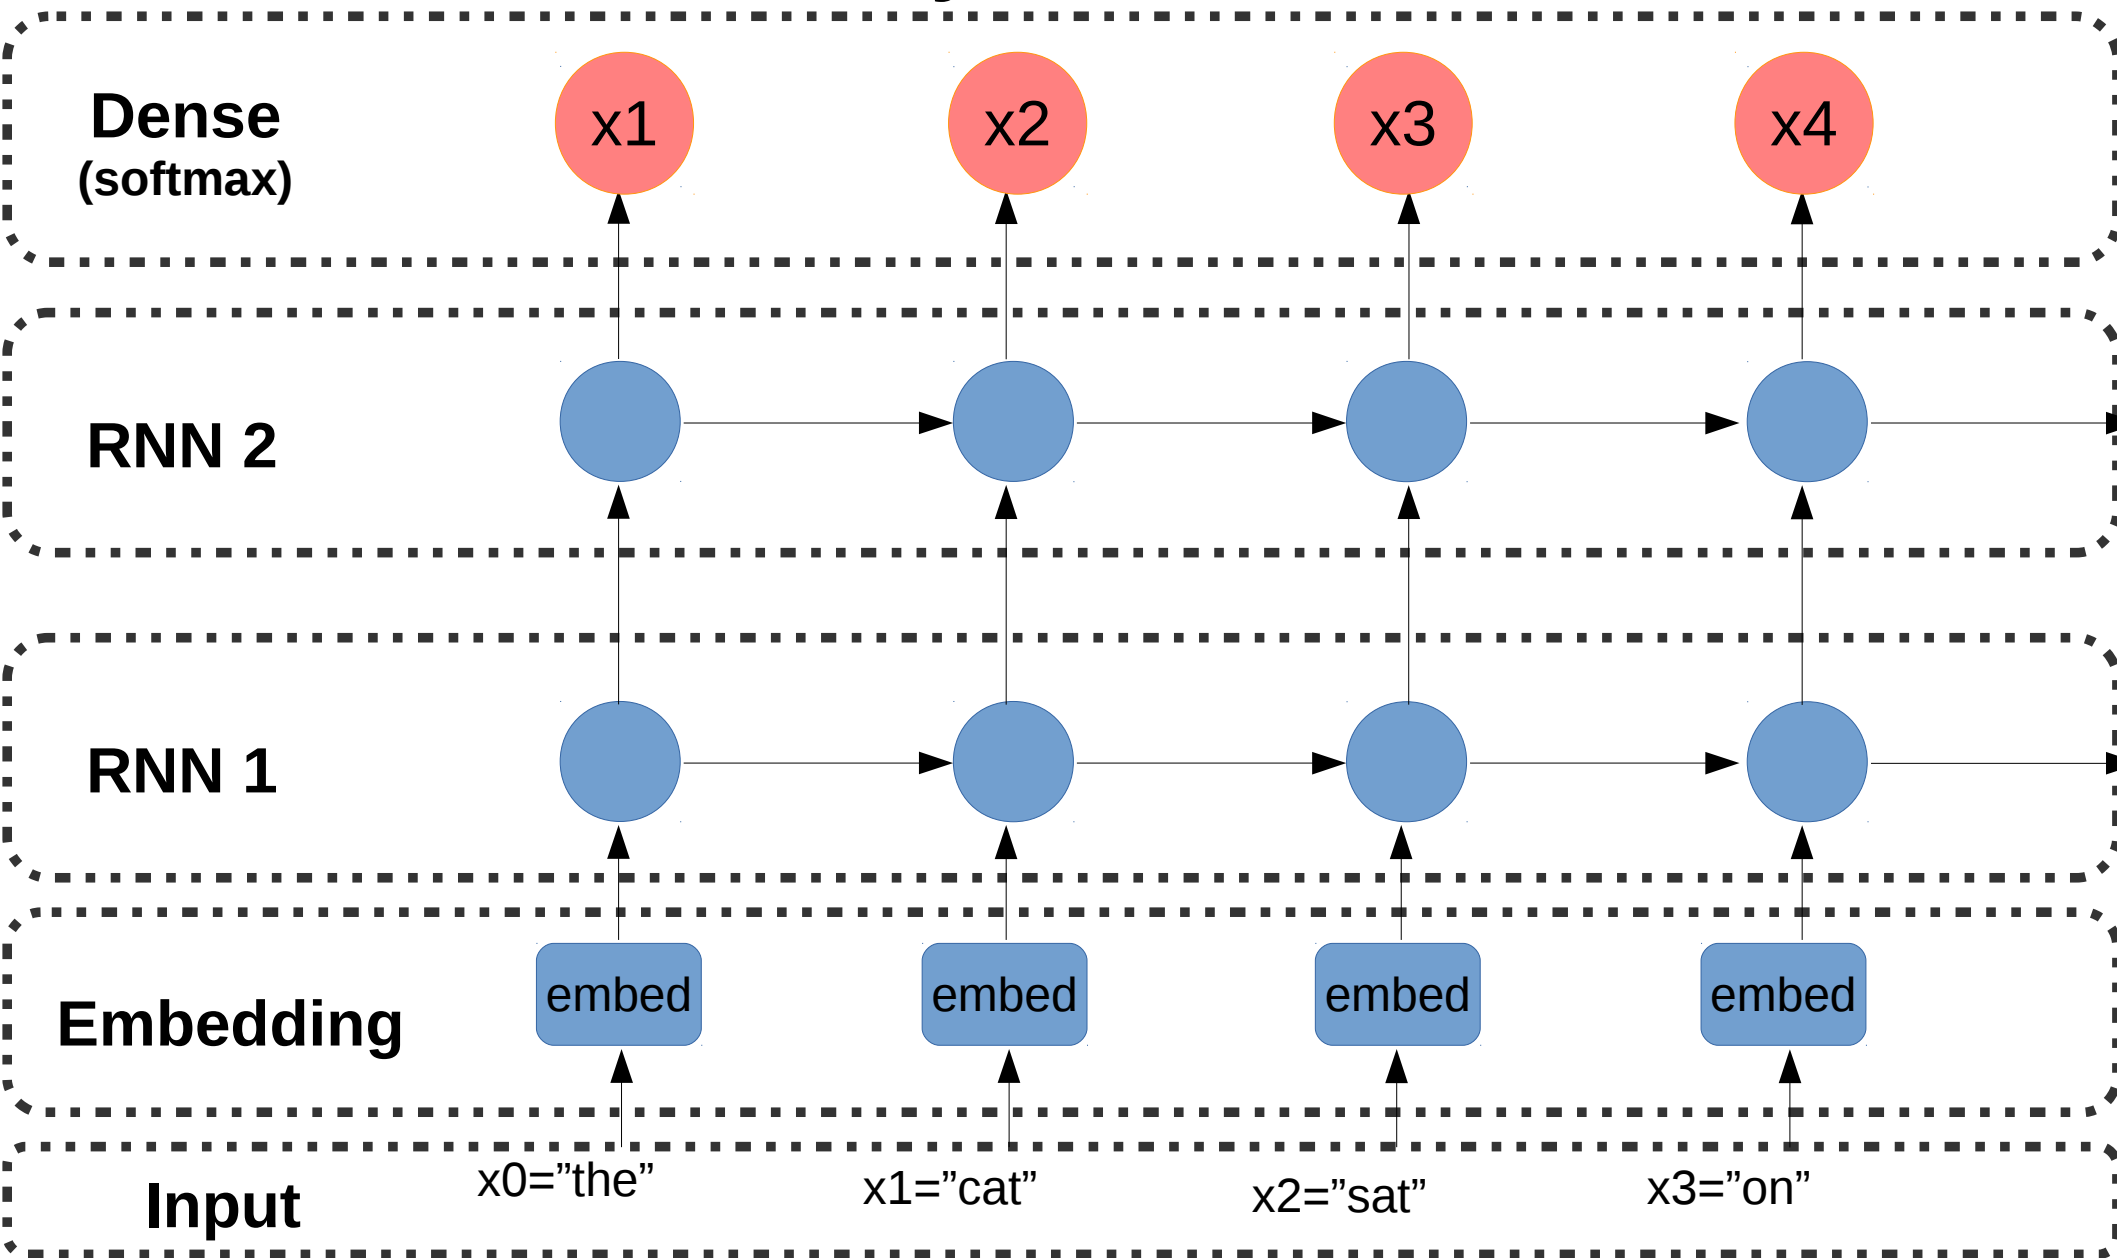 Dense
(softmax)
x1
x2
x3
x4
RNN 2
RNN 1
Embedding
embed
embed
embed
embed
Input
x0=”the”
x1=”cat”
x2=”sat”
x3=”on”